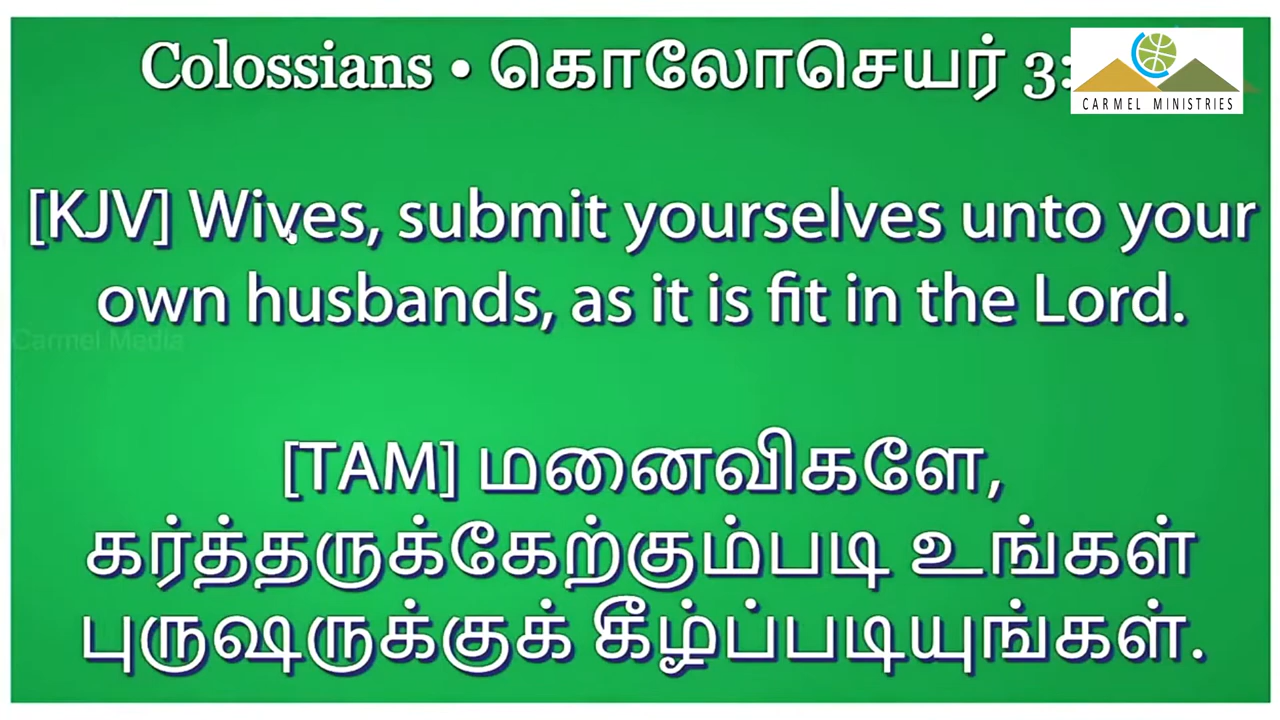 Colossians • கொலோசெயர் 3:
CARMEL MINISTRIES
[KJV] Wives, submit yourselves unto your
own husbands, as it is fit in the Lord.
Carmel Media
[TAM] மனைவிகளே,
கர்த்தருக்கேற்கும்படி உங்கள்
புருஷருக்குக் கீழ்ப்படியுங்கள்.